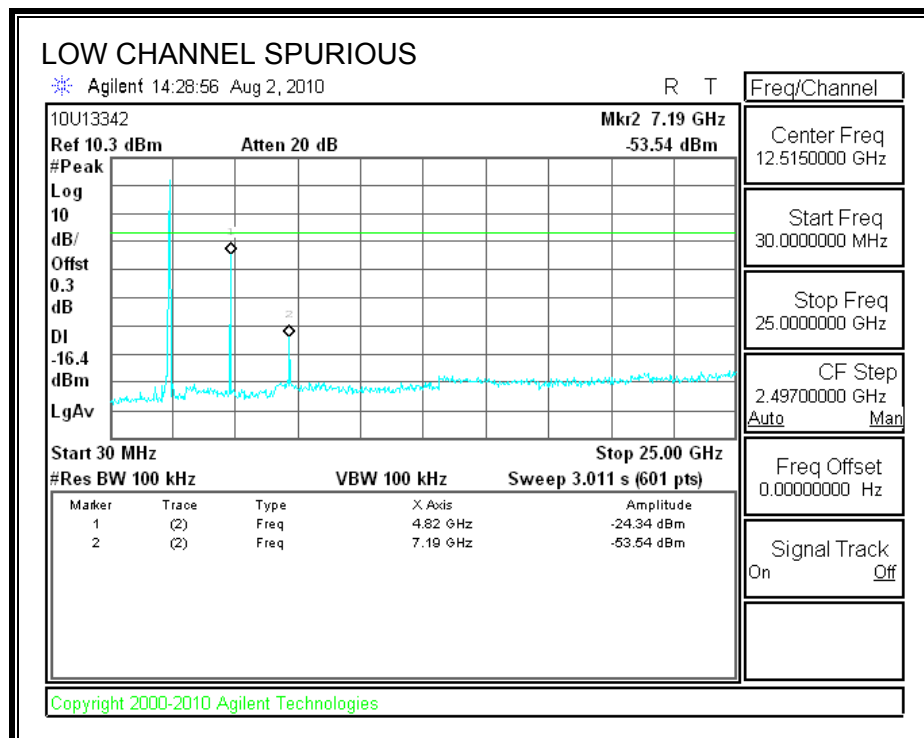 LOW CHANNEL SPURIOUS
Agilent 14:28:56 Aug 2, 2010 R T
10U13342 Mkr2 7.19 GHz
Ref 10.3 dBm Atten 20 dB -53.54 dBm
#Peak
Log
10
dB/
Offst
0.3
dB
DI
-16.4
dBm
LgAv
1
2
Start 30 MHz Stop 25.00 GHz
#Res BW 100 kHz VBW 100 kHz Sweep 3.011 s (601 pts)
Marker Trace Type X Axis Amplitude
1 (2) Freq 4.82 GHz -24.34 dBm
2 (2) Freq 7.19 GHz -53.54 dBm
Freq/Channel
Center Freq
12.5150000 GHz
Start Freq
30.0000000 MHz
Stop Freq
25.0000000 GHz
CF Step
2.49700000 GHz
Auto Man
Freq Offset
0.00000000 Hz
Signal Track
On Off
Copyright 2000-2010 Agilent Technologies